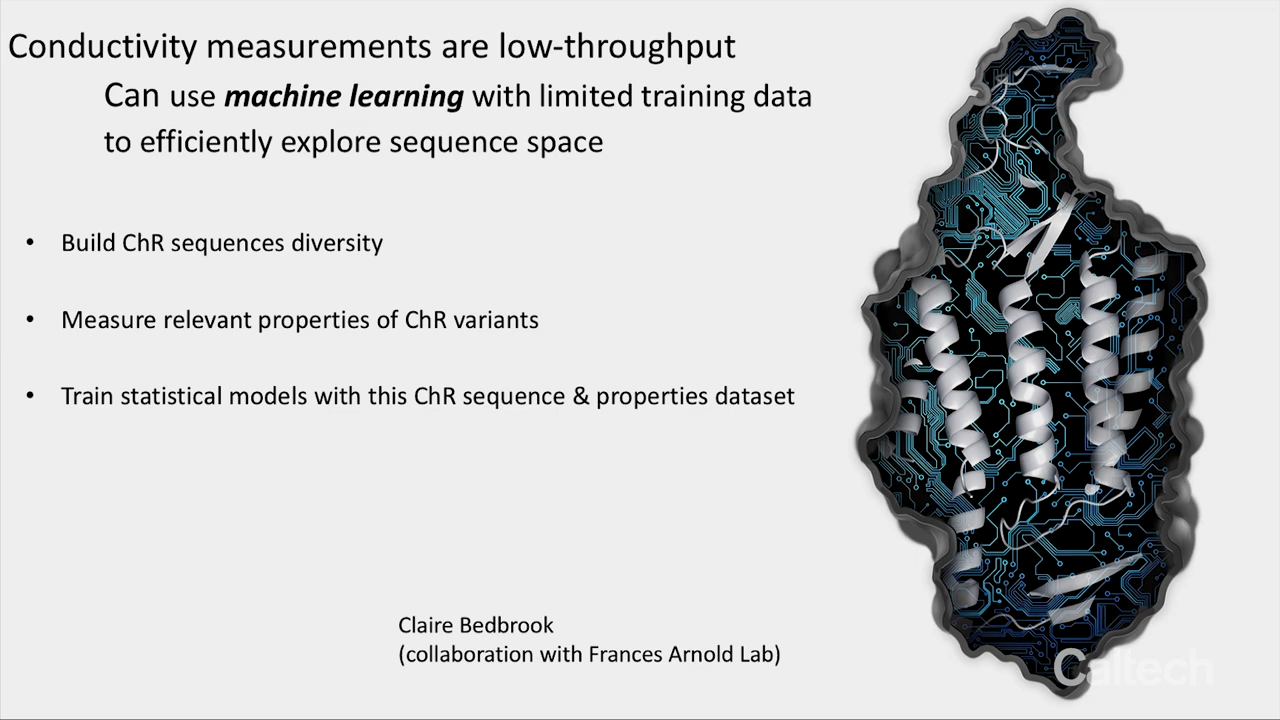 Conductivity measurements are low-throughput
Can use machine learning with limited training data
to efficiently explore sequence space
• Build ChR sequences diversity
• Measure relevant properties of ChR variants
• Train statistical models with this ChR sequence & properties dataset
Claire Bedbrook
(collaboration with Frances Arnold Lab)
Caltech